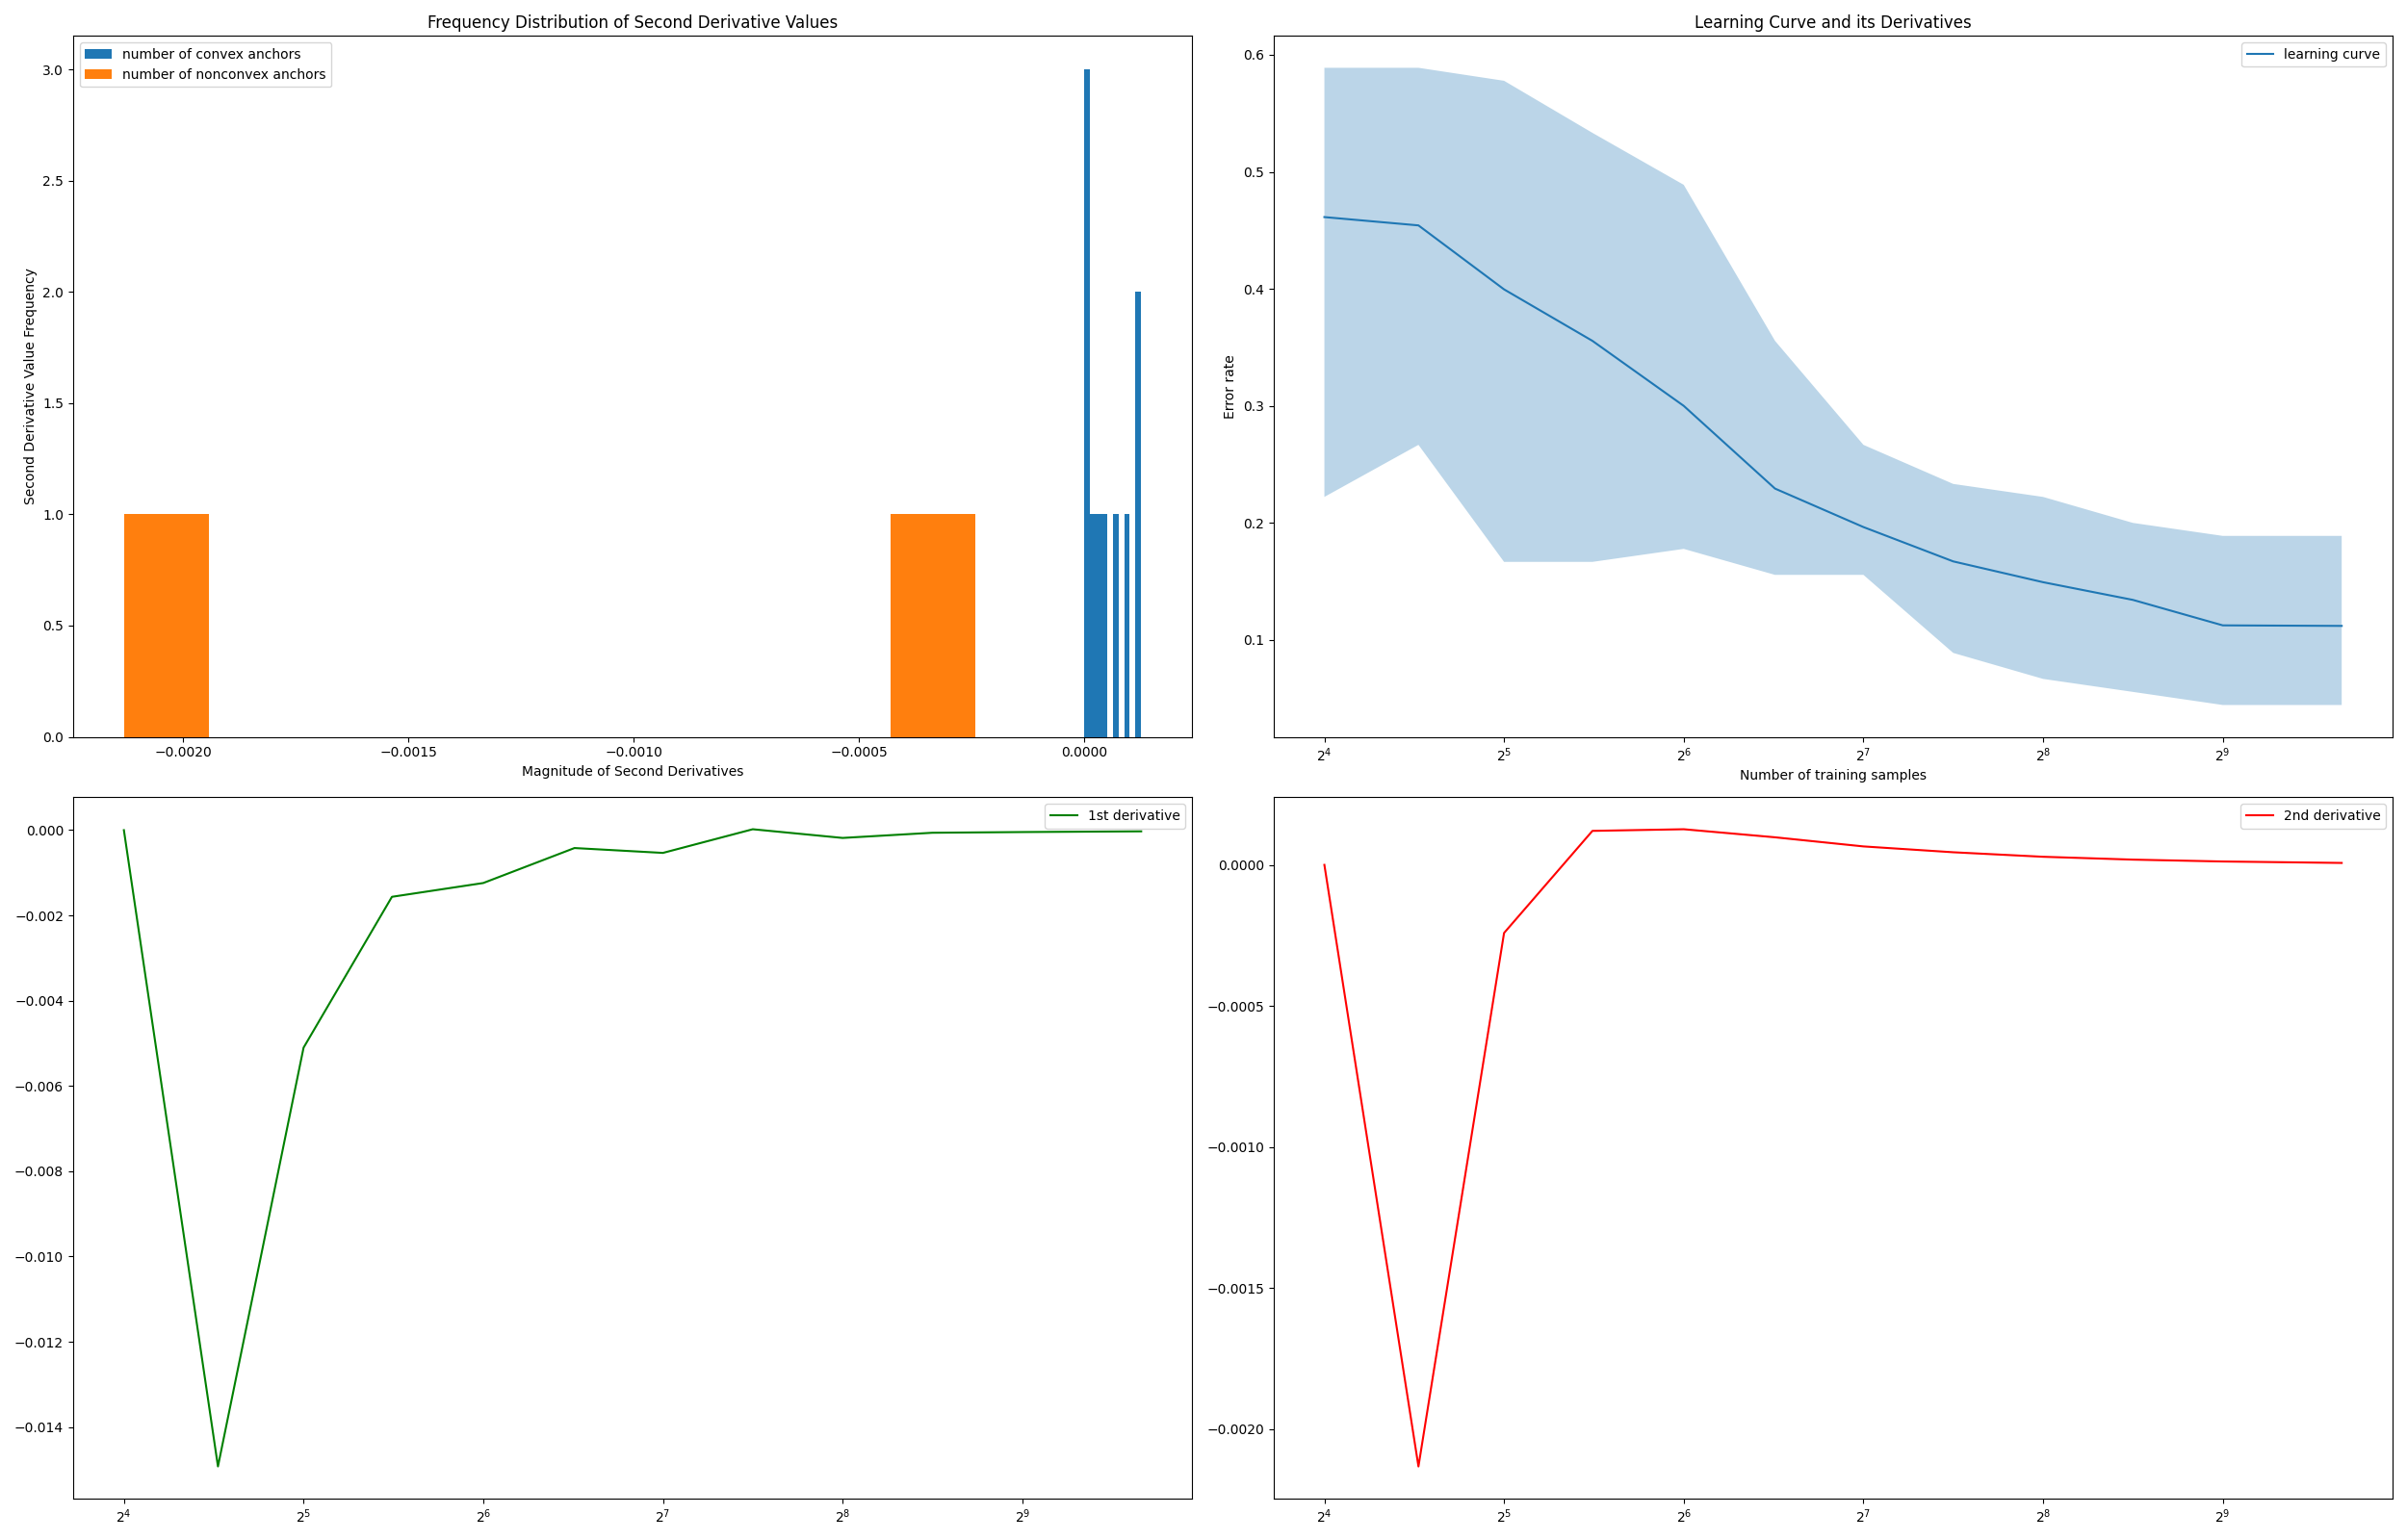 Frequency Distribution of Second Derivative Values
number of convex anchors
number of nonconvex anchors
3.0
2.5
2.0
1.5
1.0
0.5
0.0
Second Derivative Value Frequency
−0.0020 −0.0015 −0.0010 −0.0005 0.0000
Magnitude of Second Derivatives
Learning Curve and its Derivatives
learning curve
0.6
0.5
0.4
0.3
0.2
0.1
Error rate
2⁴ 2⁵ 2⁶ 2⁷ 2⁸ 2⁹
Number of training samples
1st derivative
0.000
−0.002
−0.004
−0.006
−0.008
−0.010
−0.012
−0.014
2⁴ 2⁵ 2⁶ 2⁷ 2⁸ 2⁹
2nd derivative
0.0000
−0.0005
−0.0010
−0.0015
−0.0020
2⁴ 2⁵ 2⁶ 2⁷ 2⁸ 2⁹